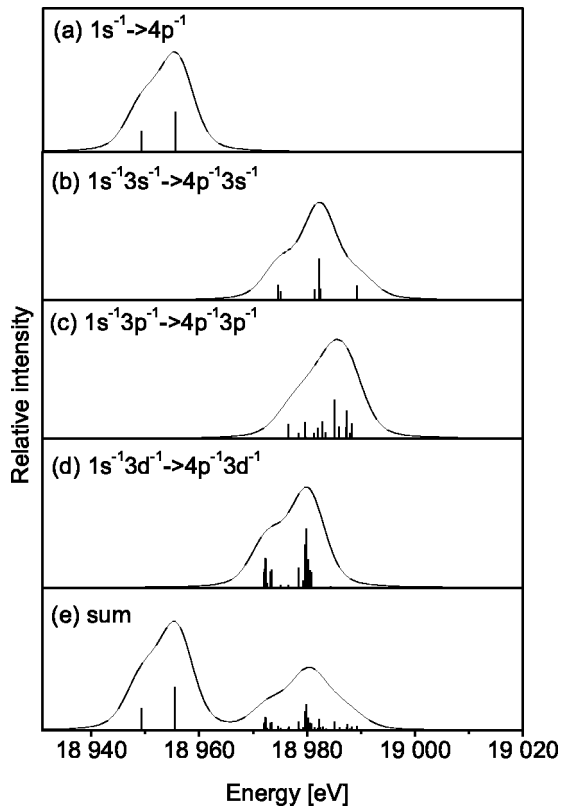 (a) 1s⁻¹->4p⁻¹
(b) 1s⁻¹3s⁻¹->4p⁻¹3s⁻¹
(c) 1s⁻¹3p⁻¹->4p⁻¹3p⁻¹
(d) 1s⁻¹3d⁻¹->4p⁻¹3d⁻¹
(e) sum
Relative intensity
18 940 18 960 18 980 19 000 19 020
Energy [eV]